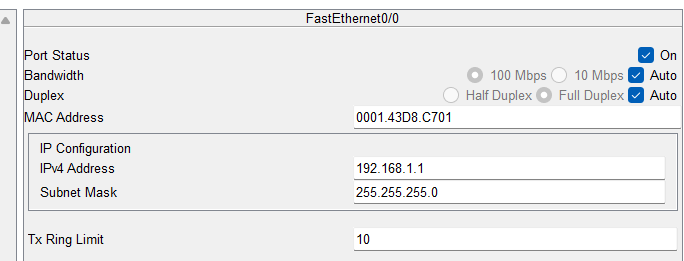 FastEthernet0/0
Port Status On
Bandwidth 100 Mbps 10 Mbps Auto
Duplex Half Duplex Full Duplex Auto
MAC Address 0001.43D8.C701
IP Configuration
IPv4 Address 192.168.1.1
Subnet Mask 255.255.255.0
Tx Ring Limit 10